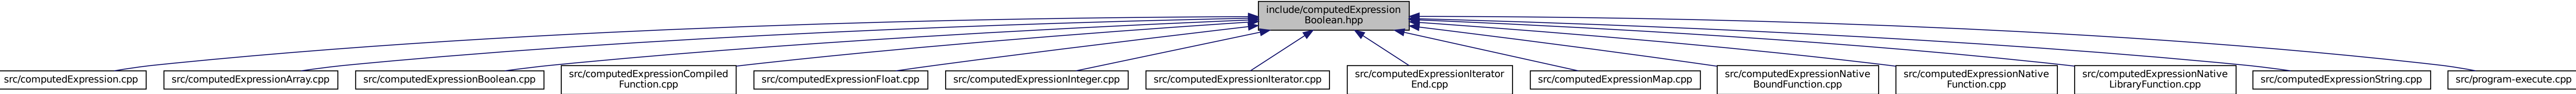 include/computedExpression
Boolean.hpp
src/computedExpression.cpp
src/computedExpressionArray.cpp
src/computedExpressionBoolean.cpp
src/computedExpressionCompiled
Function.cpp
src/computedExpressionFloat.cpp
src/computedExpressionInteger.cpp
src/computedExpressionIterator.cpp
src/computedExpressionIterator
End.cpp
src/computedExpressionMap.cpp
src/computedExpressionNative
BoundFunction.cpp
src/computedExpressionNative
Function.cpp
src/computedExpressionNative
LibraryFunction.cpp
src/computedExpressionString.cpp
src/program-execute.cpp